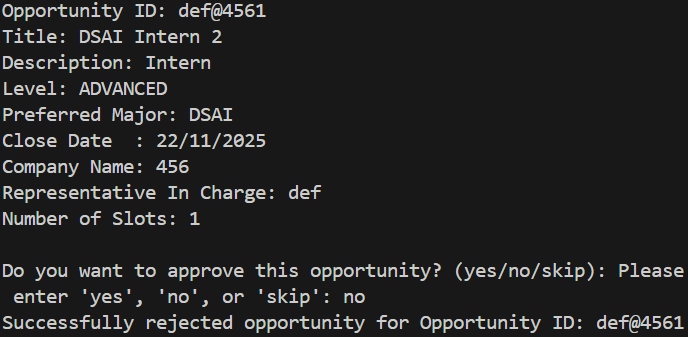 Opportunity ID: def@4561
Title: DSAI Intern 2
Description: Intern
Level: ADVANCED
Preferred Major: DSAI
Close Date  : 22/11/2025
Company Name: 456
Representative In Charge: def
Number of Slots: 1

Do you want to approve this opportunity? (yes/no/skip): Please
 enter 'yes', 'no', or 'skip': no
Successfully rejected opportunity for Opportunity ID: def@4561